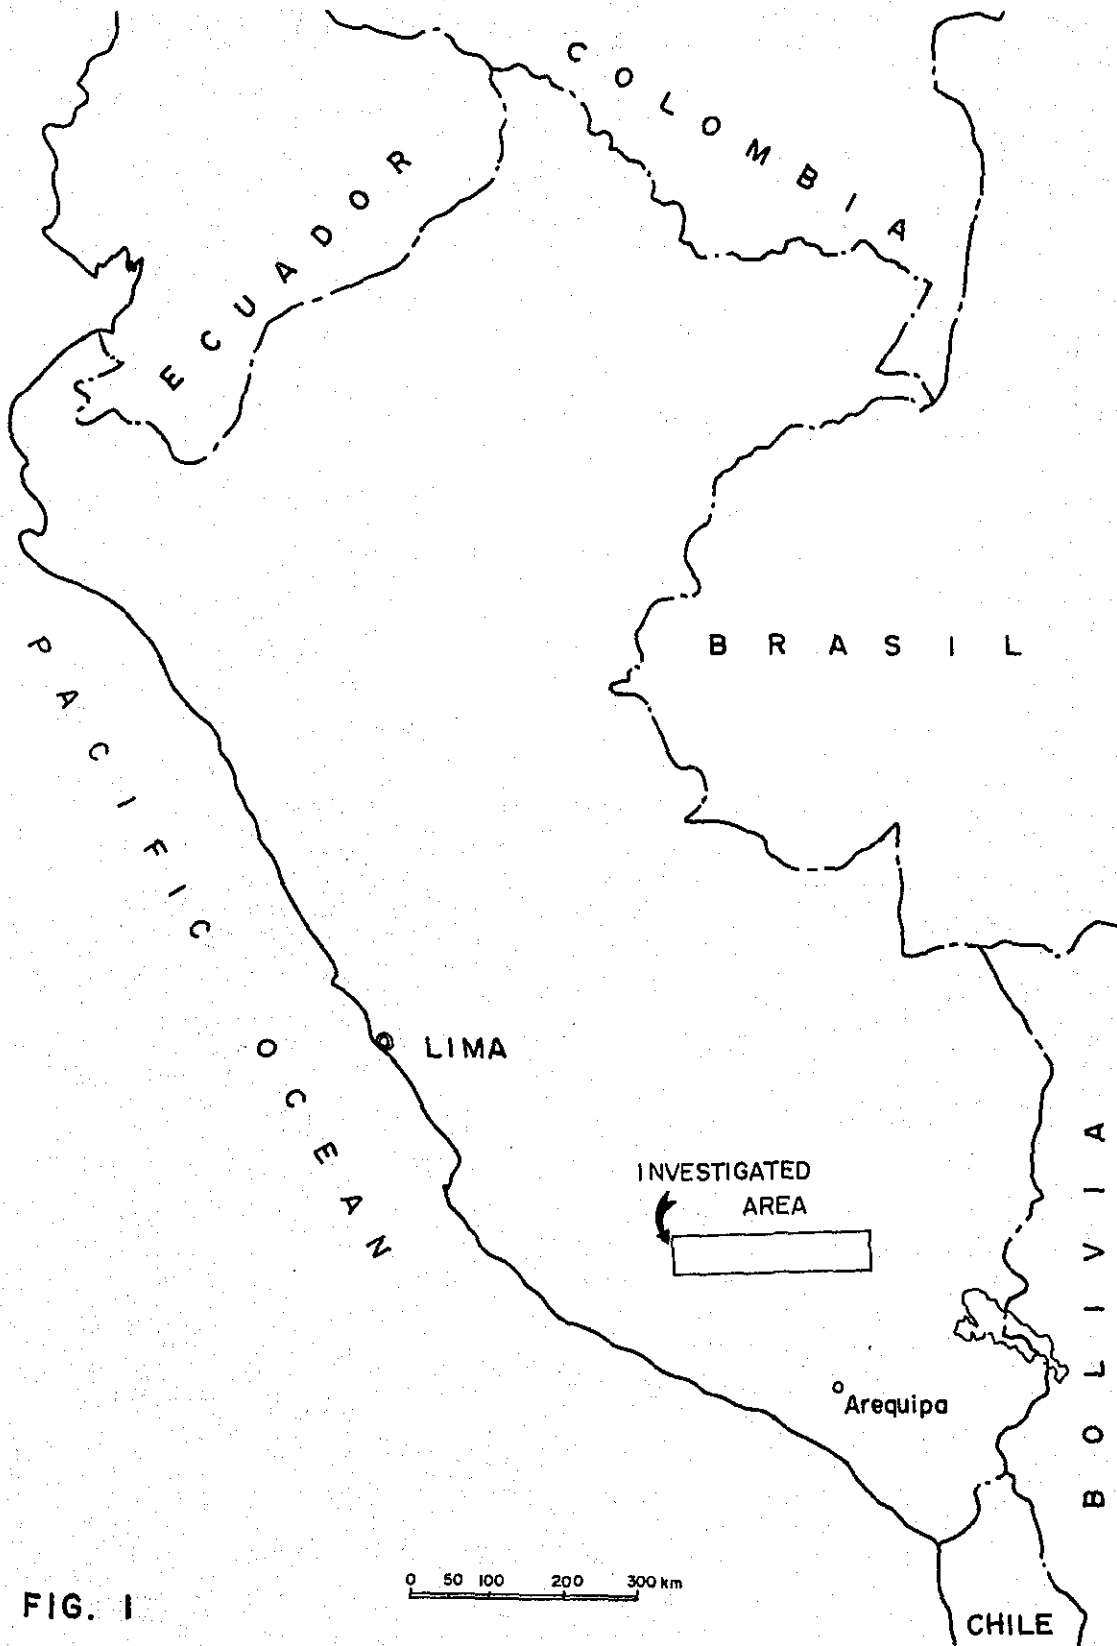 COLOMBIA
ECUADOR
BRASIL
PACIFIC OCEAN
LIMA
INVESTIGATED
AREA
BOLIVIA
Arequipa
0 50 100 200 300 km
FIG. 1
CHILE